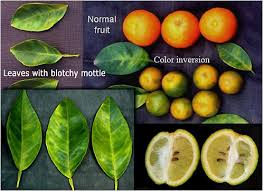 Normal
fruit
Color inversion
Leaves with blotchy mottle